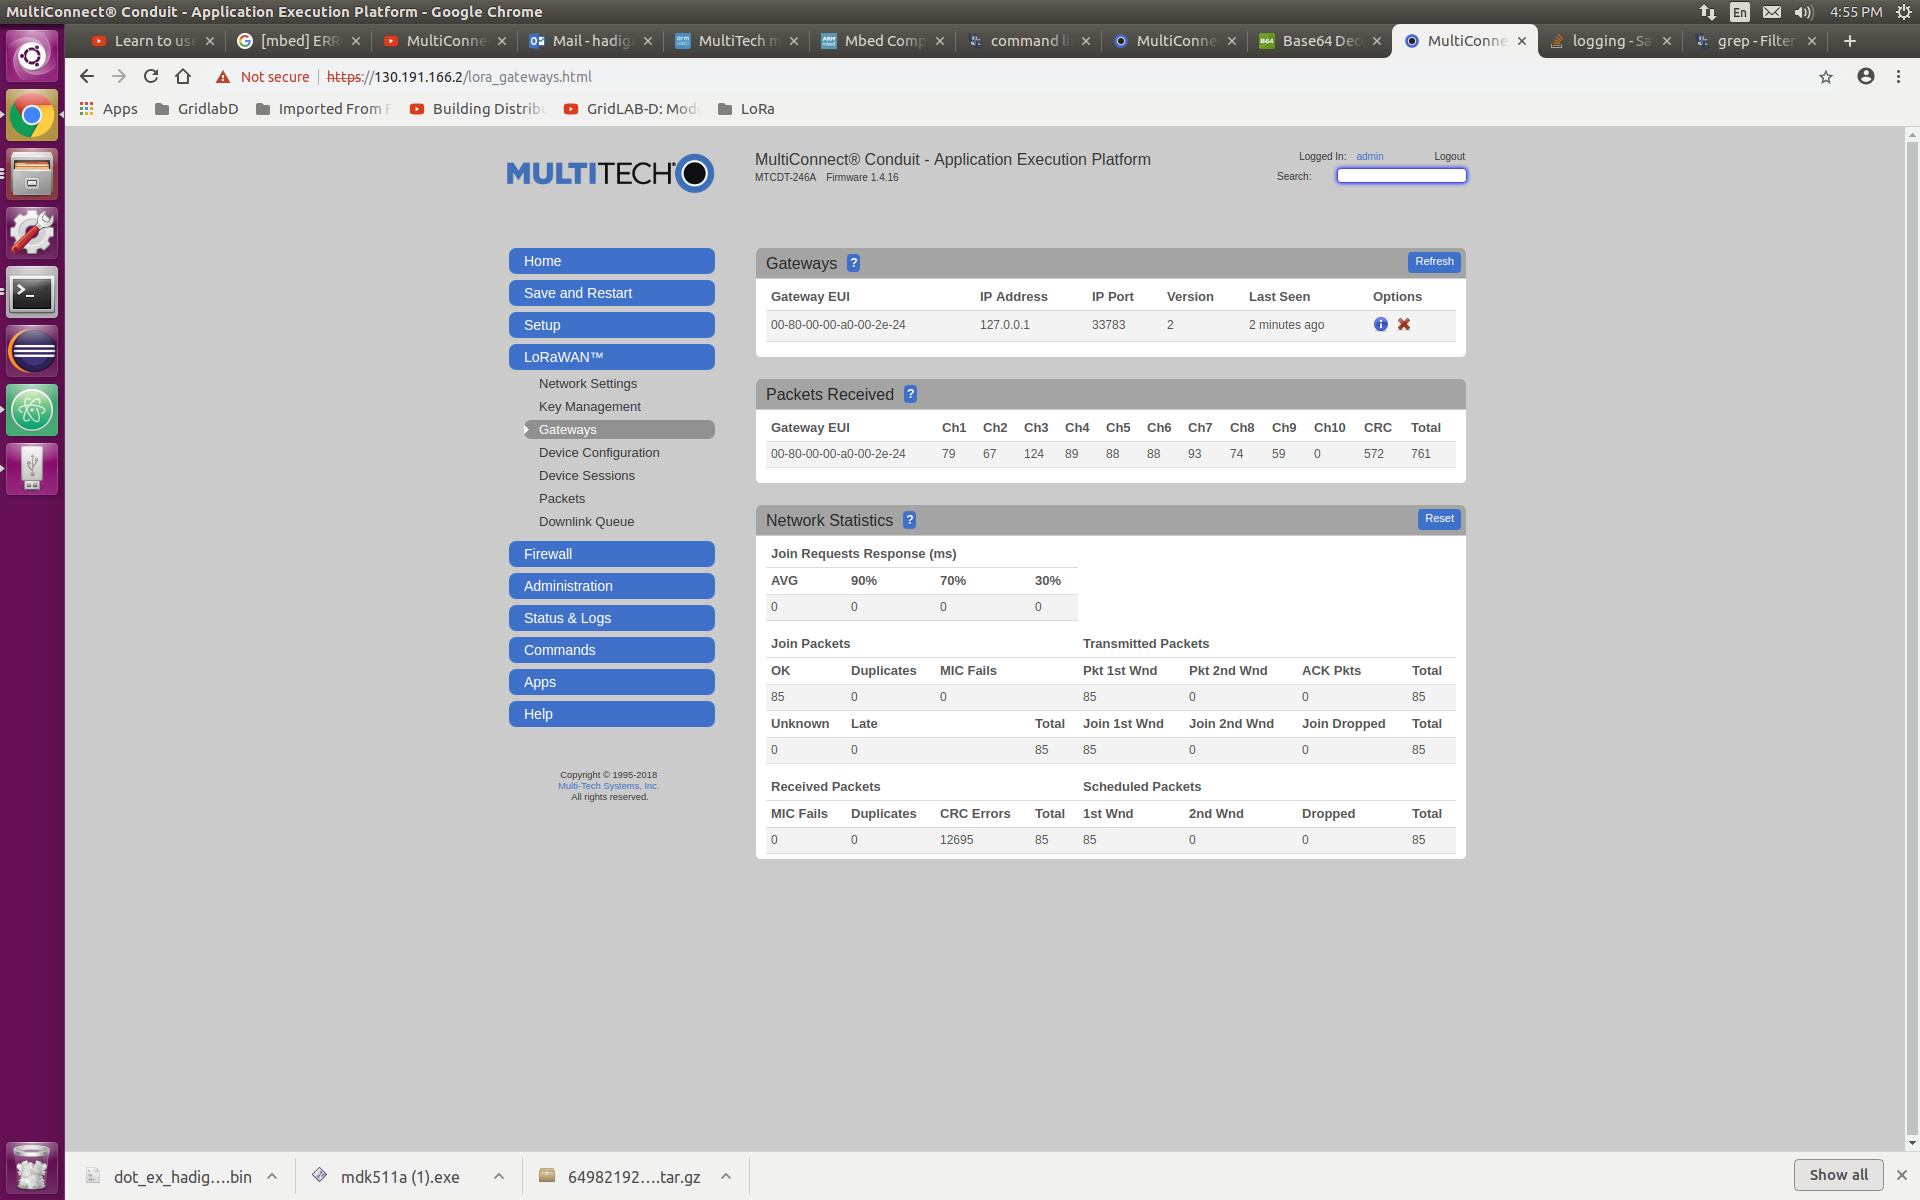 MultiConnect® Conduit - Application Execution Platform - Google Chrome
En
4:55 PM
Learn to us
[mbed] ERR
MultiConne
Mail - hadig
MultiTech m
Mbed Comp
command li
MultiConne
Base64 Dec
MultiConne
logging - Sa
grep - Filter
Not secure
https://130.191.166.2/lora_gateways.html
Apps
GridlabD
Imported From F
Building Distrib
GridLAB-D: Mod
LoRa
MULTITECH
MultiConnect® Conduit - Application Execution Platform
MTCDT-246A Firmware 1.4.16
Logged In: admin Logout
Search:
Home
Save and Restart
Setup
LoRaWAN™
Network Settings
Key Management
Gateways
Device Configuration
Device Sessions
Packets
Downlink Queue
Firewall
Administration
Status & Logs
Commands
Apps
Help
Copyright © 1995-2018
Multi-Tech Systems, Inc.
All rights reserved.
Gateways ? Refresh
Gateway EUI IP Address IP Port Version Last Seen Options
00-80-00-00-a0-00-2e-24 127.0.0.1 33783 2 2 minutes ago
Packets Received ?
Gateway EUI Ch1 Ch2 Ch3 Ch4 Ch5 Ch6 Ch7 Ch8 Ch9 Ch10 CRC Total
00-80-00-00-a0-00-2e-24 79 67 124 89 88 88 93 74 59 0 572 761
Network Statistics ? Reset
Join Requests Response (ms)
AVG 90% 70% 30%
0 0 0 0
Join Packets Transmitted Packets
OK Duplicates MIC Fails Pkt 1st Wnd Pkt 2nd Wnd ACK Pkts Total
85 0 0 85 0 0 85
Unknown Late Total Join 1st Wnd Join 2nd Wnd Join Dropped Total
0 0 85 85 0 0 85
Received Packets Scheduled Packets
MIC Fails Duplicates CRC Errors Total 1st Wnd 2nd Wnd Dropped Total
0 0 12695 85 85 0 0 85
dot_ex_hadig....bin
mdk511a (1).exe
64982192....tar.gz
Show all